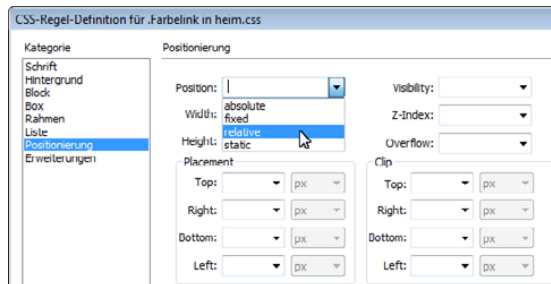 CSS-Regel-Definition für .Farbelink in heim.css
Kategorie
Schrift
Hintergrund
Block
Box
Rahmen
Liste
Positionierung
Erweiterungen
Positionierung
Position:
absolute
fixed
relative
static
Width:
Height:
Visibility:
Z-Index:
Overflow:
Placement
Top: px
Right: px
Bottom: px
Left: px
Clip
Top: px
Right: px
Bottom: px
Left: px